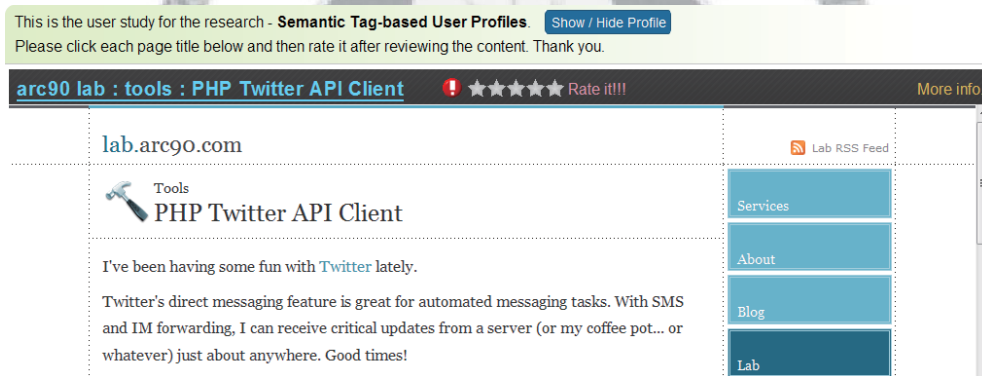 This is the user study for the research - Semantic Tag-based User Profiles. Show / Hide Profile
Please click each page title below and then rate it after reviewing the content. Thank you.
arc90 lab : tools : PHP Twitter API Client Rate it!!! More info
lab.arc90.com
Lab RSS Feed
Tools
PHP Twitter API Client
Services
I've been having some fun with Twitter lately.
About
Twitter's direct messaging feature is great for automated messaging tasks. With SMS
and IM forwarding, I can receive critical updates from a server (or my coffee pot... or
whatever) just about anywhere. Good times!
Blog
Lab